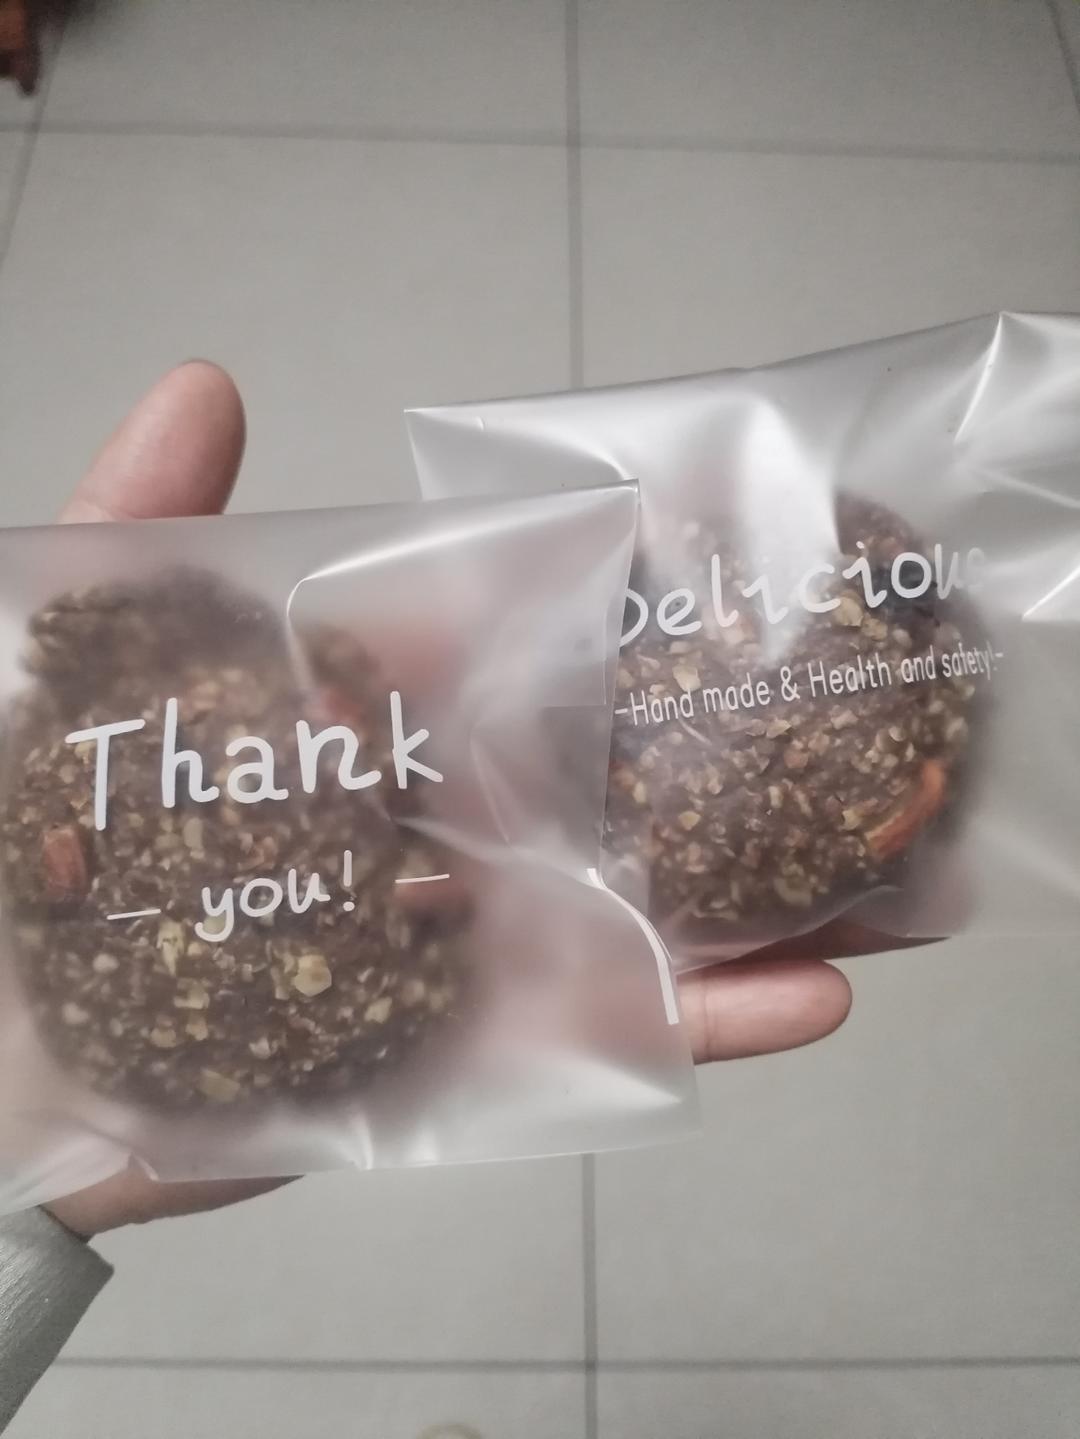 Thank
— you! —
Delicious
-Hand made & Health and safety!-